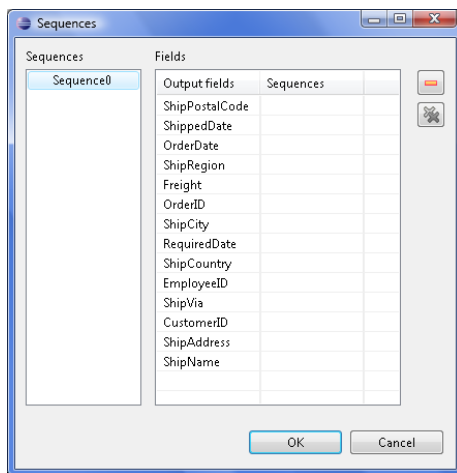 Sequences
Sequences
Fields
Sequence0
Output fields
Sequences
ShipPostalCode
ShippedDate
OrderDate
ShipRegion
Freight
OrderID
ShipCity
RequiredDate
ShipCountry
EmployeeID
ShipVia
CustomerID
ShipAddress
ShipName
OK
Cancel